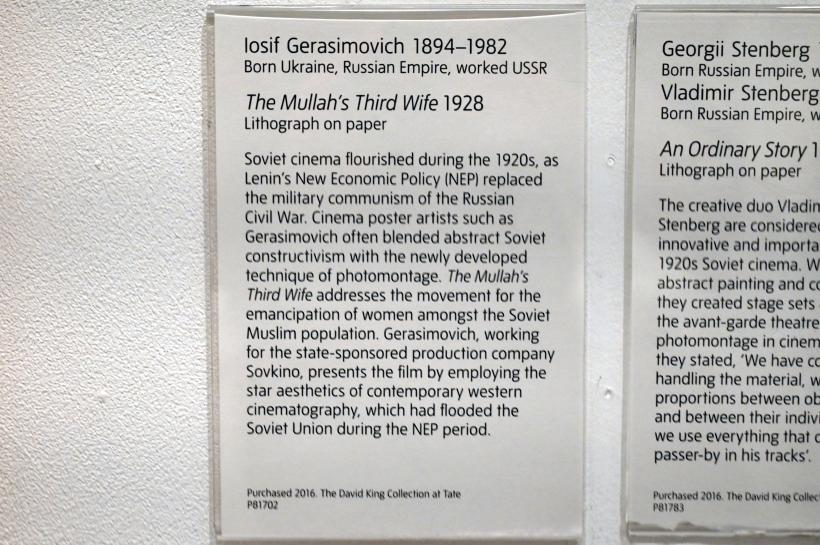 Iosif Gerasimovich 1894–1982
Born Ukraine, Russian Empire, worked USSR
The Mullah's Third Wife 1928
Lithograph on paper
Soviet cinema flourished during the 1920s, as
Lenin's New Economic Policy (NEP) replaced
the military communism of the Russian
Civil War. Cinema poster artists such as
Gerasimovich often blended abstract Soviet
constructivism with the newly developed
technique of photomontage. The Mullah's
Third Wife addresses the movement for the
emancipation of women amongst the Soviet
Muslim population. Gerasimovich, working
for the state-sponsored production company
Sovkino, presents the film by employing the
star aesthetics of contemporary western
cinematography, which had flooded the
Soviet Union during the NEP period.
Purchased 2016. The David King Collection at Tate
P81702
Georgii Stenberg
Born Russian Empire,
Vladimir Stenberg
Born Russian Empire,
An Ordinary Story
Lithograph on paper
The creative duo
Stenberg are
innovative and
1920s Soviet cinema.
abstract painting and
they created stage sets
the avant-garde theatre
photomontage in
they stated, 'We have
handling the material,
proportions between
and between their
we use everything that
passer-by in his tracks'.
Purchased 2016. The David King
P81783